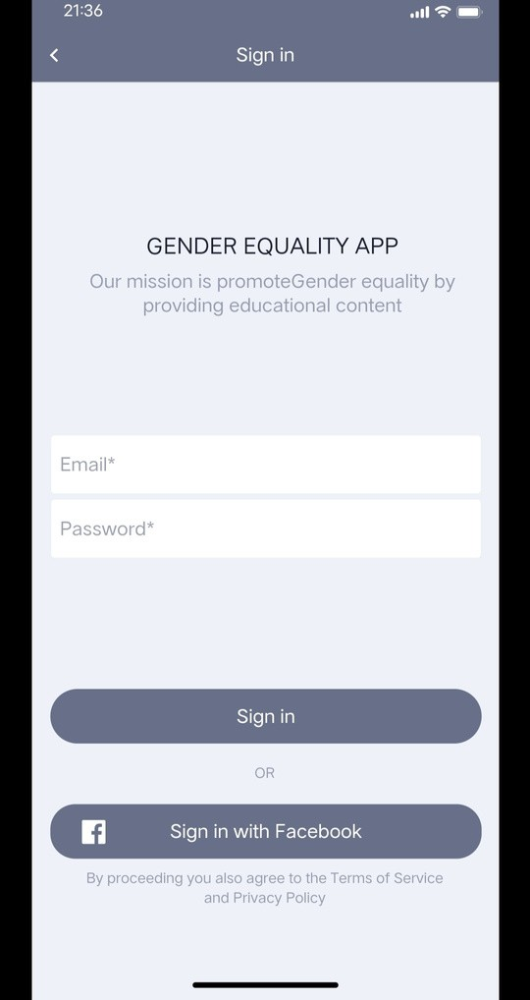 21:36
Sign in
GENDER EQUALITY APP
Our mission is promoteGender equality by
providing educational content
Email*
Password*
Sign in
OR
Sign in with Facebook
By proceeding you also agree to the Terms of Service
and Privacy Policy